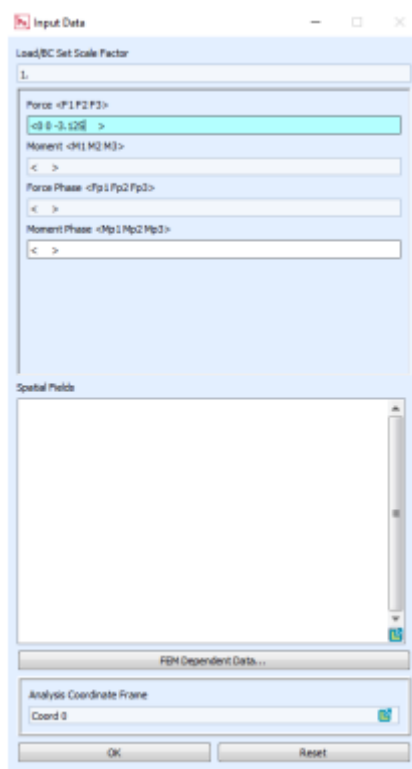 Input Data
Load/BC Set Scale Factor
1.
Force <F1 F2 F3>
<0 0 -3.125 >
Moment <M1 M2 M3>
< >
Force Phase <Fp1 Fp2 Fp3>
< >
Moment Phase <Mp1 Mp2 Mp3>
< >
Spatial Fields
FEM Dependent Data...
Analysis Coordinate Frame
Coord 0
OK Reset